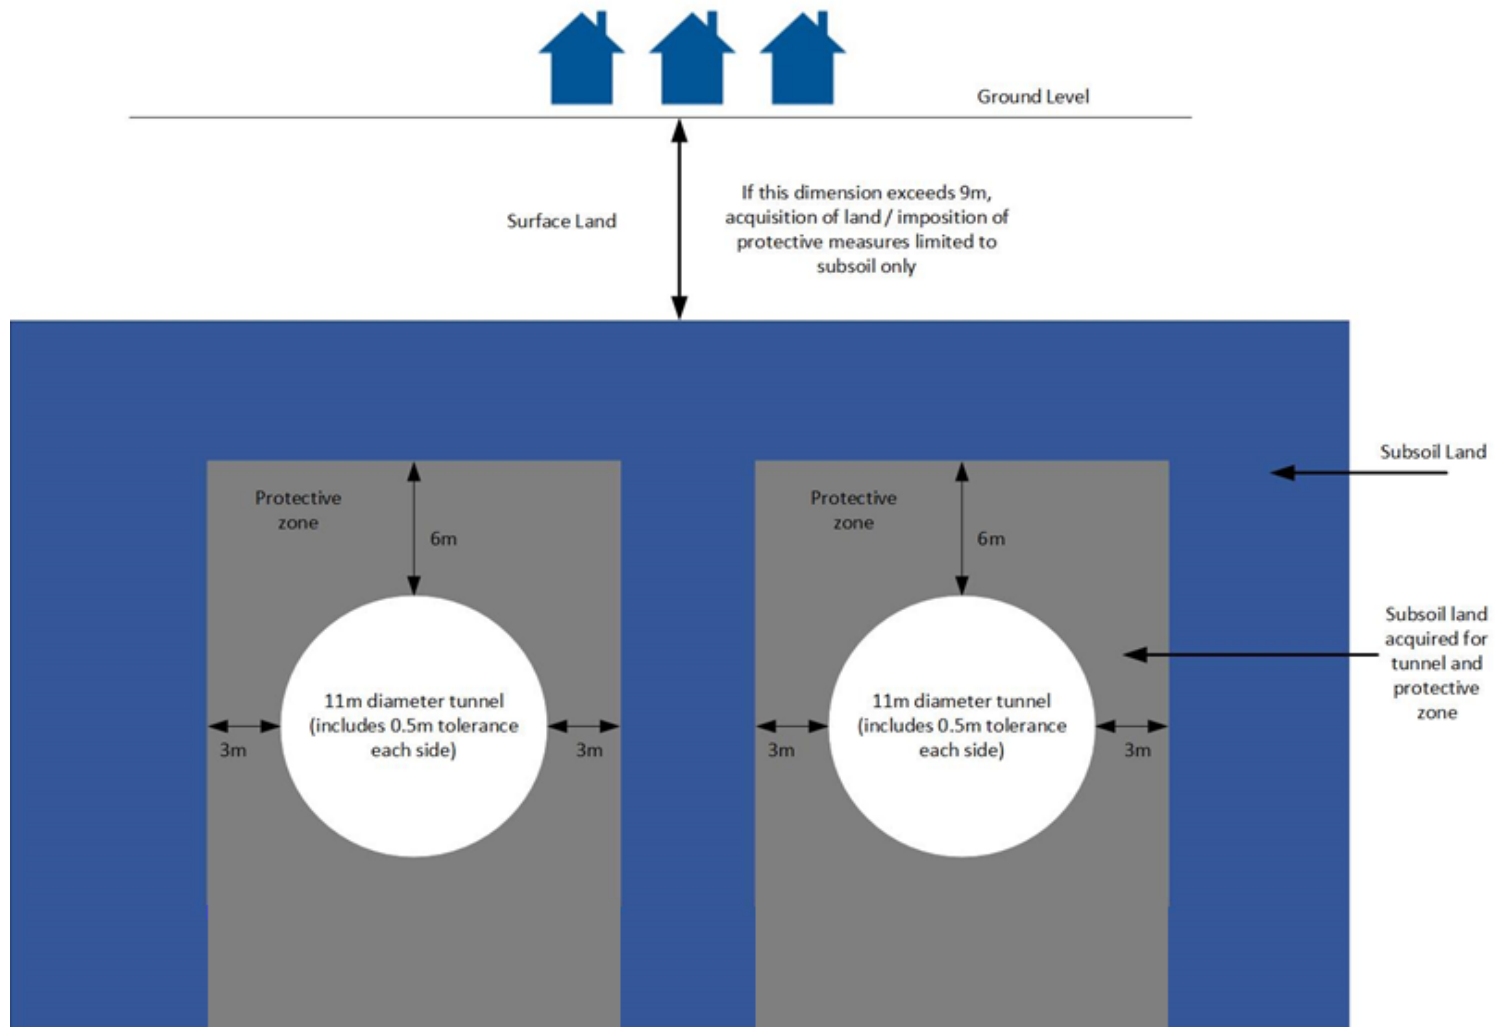 Ground Level
If this dimension exceeds 9m,
acquisition of land / imposition of
protective measures limited to
subsoil only
Surface Land
Subsoil Land
Protective
zone
6m
Protective
zone
6m
Subsoil land
acquired for
tunnel and
protective
zone
11m diameter tunnel
(includes 0.5m tolerance
each side)
3m
3m
11m diameter tunnel
(includes 0.5m tolerance
each side)
3m
3m